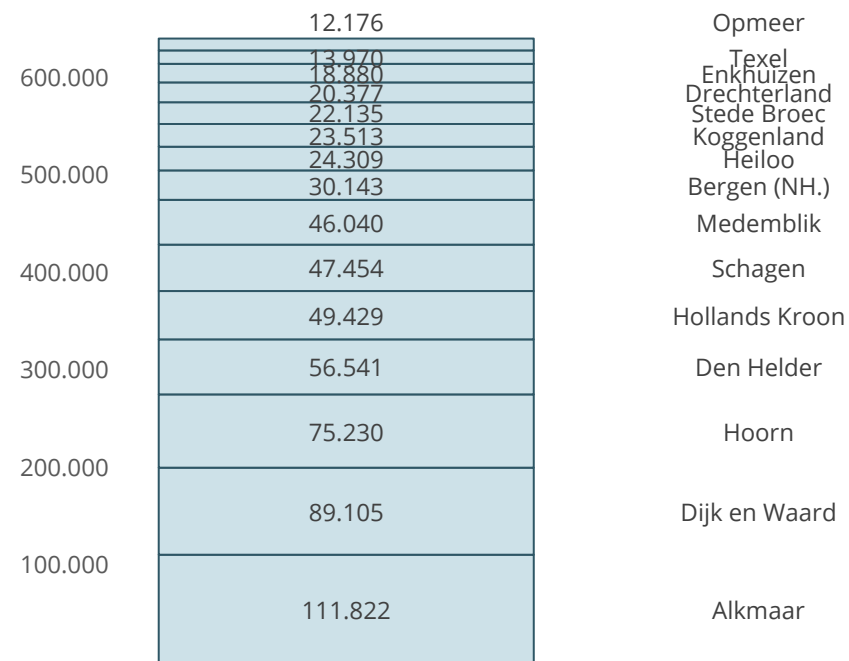 12.176 Opmeer
13.970 Texel
18.880 Enkhuizen
600.000
20.377 Drechterland
22.135 Stede Broec
23.513 Koggenland
24.309 Heiloo
500.000
30.143 Bergen (NH.)
46.040 Medemblik
400.000
47.454 Schagen
49.429 Hollands Kroon
300.000
56.541 Den Helder
75.230 Hoorn
200.000
89.105 Dijk en Waard
100.000
111.822 Alkmaar